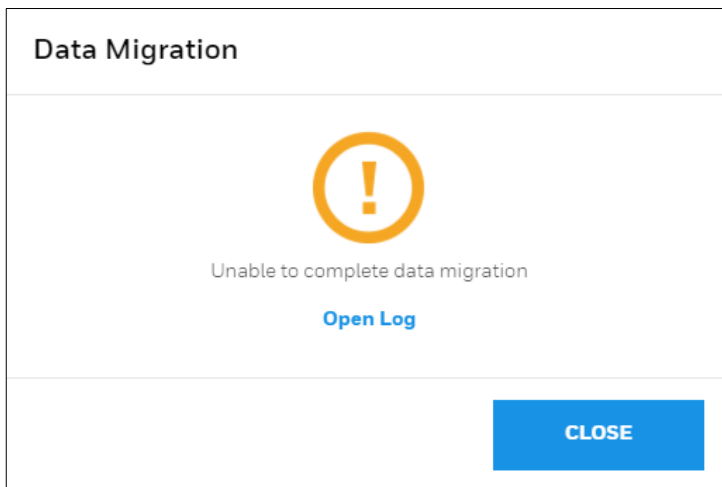 Data Migration
!
Unable to complete data migration
Open Log
CLOSE